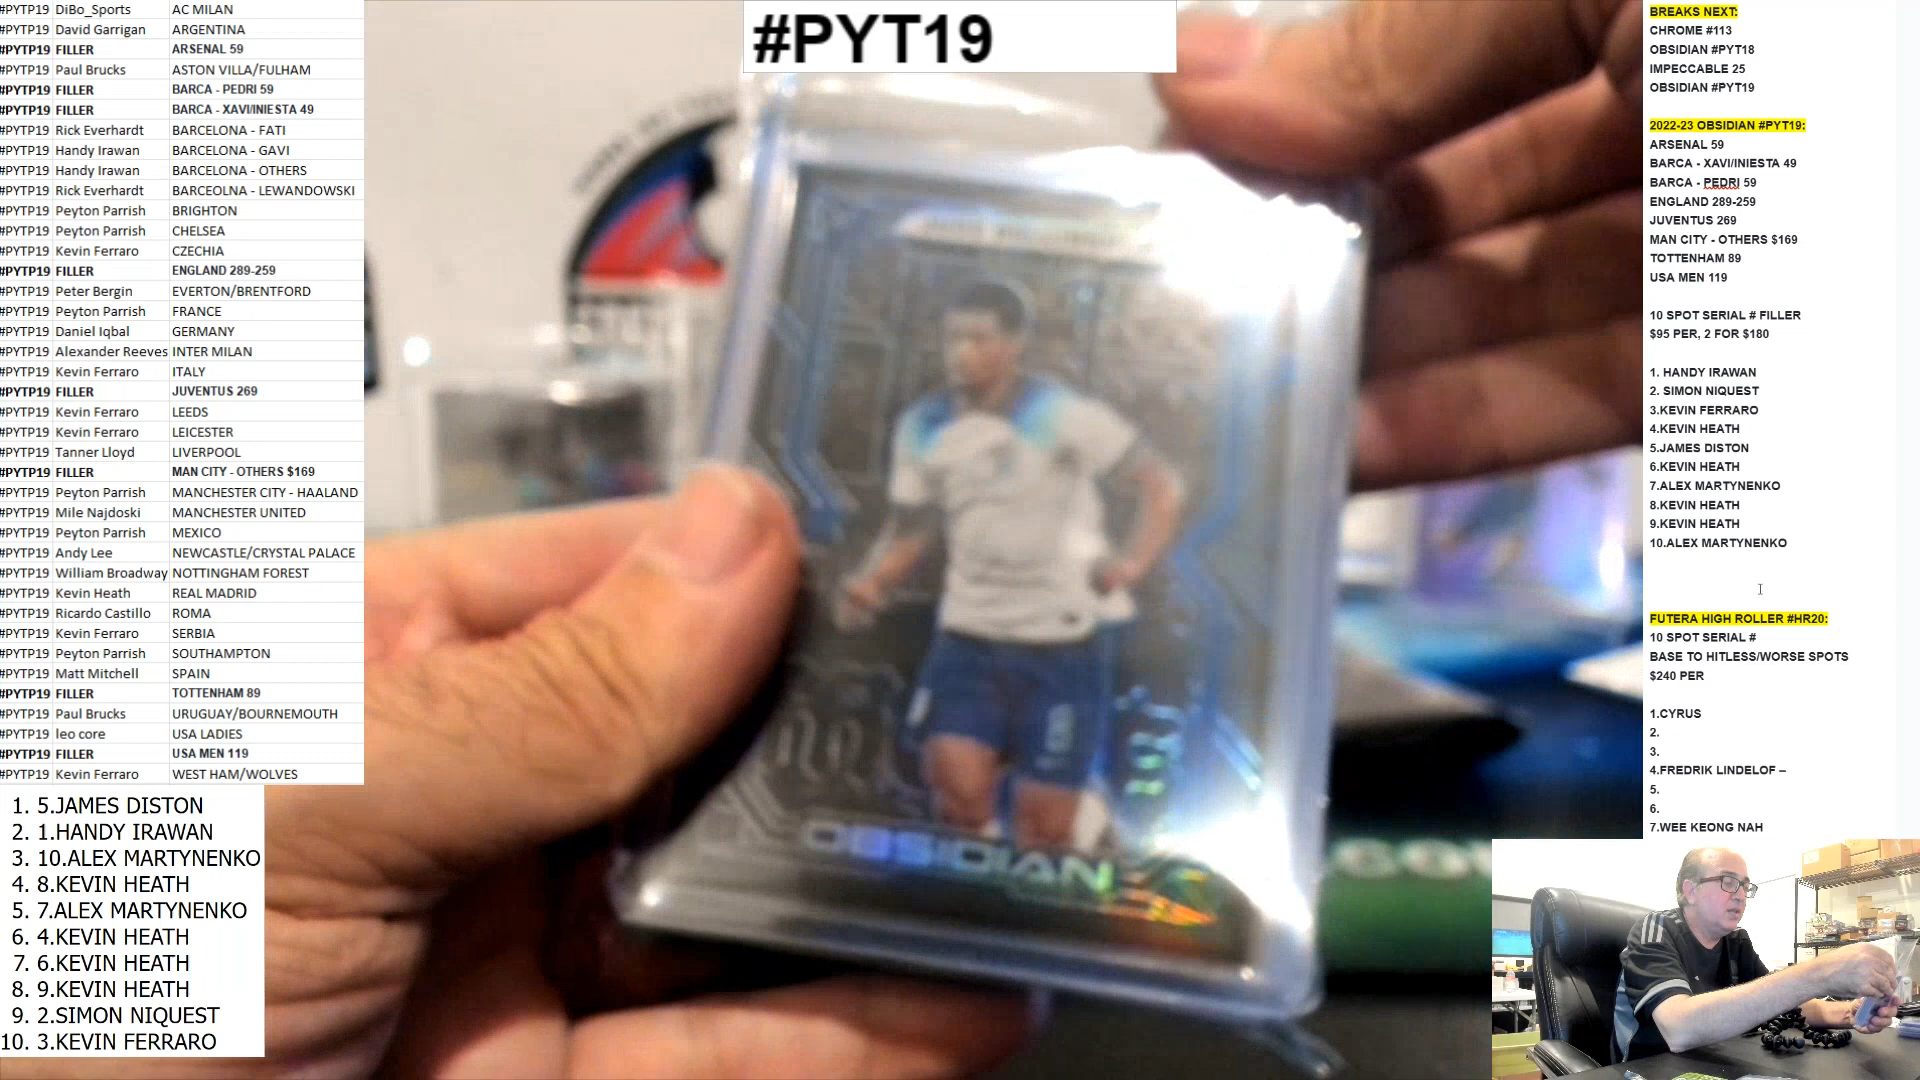 #PYTP19 DiBo_Sports AC MILAN
#PYTP19 David Garrigan ARGENTINA
#PYTP19 FILLER ARSENAL 59
#PYTP19 Paul Brucks ASTON VILLA/FULHAM
#PYTP19 FILLER BARCA - PEDRI 59
#PYTP19 FILLER BARCA - XAVI/INIESTA 49
#PYTP19 Rick Everhardt BARCELONA - FATI
#PYTP19 Handy Irawan BARCELONA - GAVI
#PYTP19 Handy Irawan BARCELONA - OTHERS
#PYTP19 Rick Everhardt BARCEOLNA - LEWANDOWSKI
#PYTP19 Peyton Parrish BRIGHTON
#PYTP19 Peyton Parrish CHELSEA
#PYTP19 Kevin Ferraro CZECHIA
#PYTP19 FILLER ENGLAND 289-259
#PYTP19 Peter Bergin EVERTON/BRENTFORD
#PYTP19 Peyton Parrish FRANCE
#PYTP19 Daniel Iqbal GERMANY
#PYTP19 Alexander Reeves INTER MILAN
#PYTP19 Kevin Ferraro ITALY
#PYTP19 FILLER JUVENTUS 269
#PYTP19 Kevin Ferraro LEEDS
#PYTP19 Kevin Ferraro LEICESTER
#PYTP19 Tanner Lloyd LIVERPOOL
#PYTP19 FILLER MAN CITY - OTHERS $169
#PYTP19 Peyton Parrish MANCHESTER CITY - HAALAND
#PYTP19 Mile Najdoski MANCHESTER UNITED
#PYTP19 Peyton Parrish MEXICO
#PYTP19 Andy Lee NEWCASTLE/CRYSTAL PALACE
#PYTP19 William Broadway NOTTINGHAM FOREST
#PYTP19 Kevin Heath REAL MADRID
#PYTP19 Ricardo Castillo ROMA
#PYTP19 Kevin Ferraro SERBIA
#PYTP19 Peyton Parrish SOUTHAMPTON
#PYTP19 Matt Mitchell SPAIN
#PYTP19 FILLER TOTTENHAM 89
#PYTP19 Paul Brucks URUGUAY/BOURNEMOUTH
#PYTP19 leo core USA LADIES
#PYTP19 FILLER USA MEN 119
#PYTP19 Kevin Ferraro WEST HAM/WOLVES
1. 5.JAMES DISTON
2. 1.HANDY IRAWAN
3. 10.ALEX MARTYNENKO
4. 8.KEVIN HEATH
5. 7.ALEX MARTYNENKO
6. 4.KEVIN HEATH
7. 6.KEVIN HEATH
8. 9.KEVIN HEATH
9. 2.SIMON NIQUEST
10. 3.KEVIN FERRARO
#PYT19
OBSIDIAN
BREAKS NEXT:
CHROME #113
OBSIDIAN #PYT18
IMPECCABLE 25
OBSIDIAN #PYT19
2022-23 OBSIDIAN #PYT19:
ARSENAL 59
BARCA - XAVI/INIESTA 49
BARCA - PEDRI 59
ENGLAND 289-259
JUVENTUS 269
MAN CITY - OTHERS $169
TOTTENHAM 89
USA MEN 119
10 SPOT SERIAL # FILLER
$95 PER, 2 FOR $180
1. HANDY IRAWAN
2. SIMON NIQUEST
3.KEVIN FERRARO
4.KEVIN HEATH
5.JAMES DISTON
6.KEVIN HEATH
7.ALEX MARTYNENKO
8.KEVIN HEATH
9.KEVIN HEATH
10.ALEX MARTYNENKO
FUTERA HIGH ROLLER #HR20:
10 SPOT SERIAL #
BASE TO HITLESS/WORSE SPOTS
$240 PER
1.CYRUS
2.
3.
4.FREDRIK LINDELOF –
5.
6.
7.WEE KEONG NAH